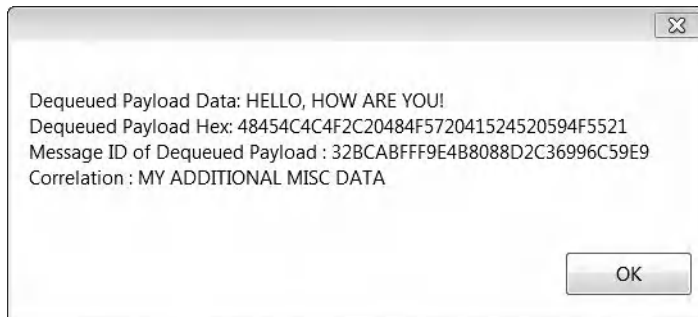 Dequeued Payload Data: HELLO, HOW ARE YOU!
Dequeued Payload Hex: 48454C4C4F2C20484F572041524520594F5521
Message ID of Dequeued Payload : 32BCABFFF9E4B8088D2C36996C59E9
Correlation : MY ADDITIONAL MISC DATA
OK